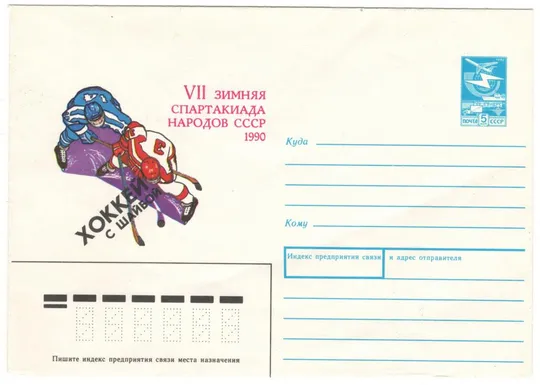 VII ЗИМНЯЯ
СПАРТАКИАДА
НАРОДОВ СССР
1990
ХОККЕЙ
С ШАЙБОЙ
ПОЧТА 5 СССР
Куда
Кому
Индекс предприятия связи и адрес отправителя
Пишите индекс предприятия связи места назначения